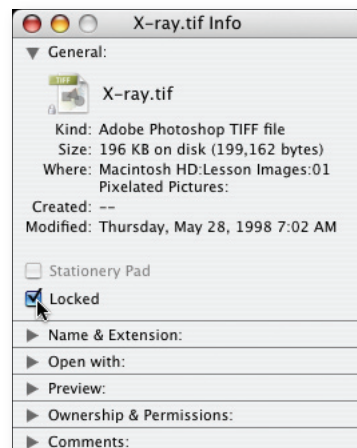 X-ray.tif Info
General:
TIFF
X-ray.tif
Kind: Adobe Photoshop TIFF file
Size: 196 KB on disk (199,162 bytes)
Where: Macintosh HD:Lesson Images:01
Pixelated Pictures:
Created: --
Modified: Thursday, May 28, 1998 7:02 AM
Stationery Pad
Locked
Name & Extension:
Open with:
Preview:
Ownership & Permissions:
Comments: